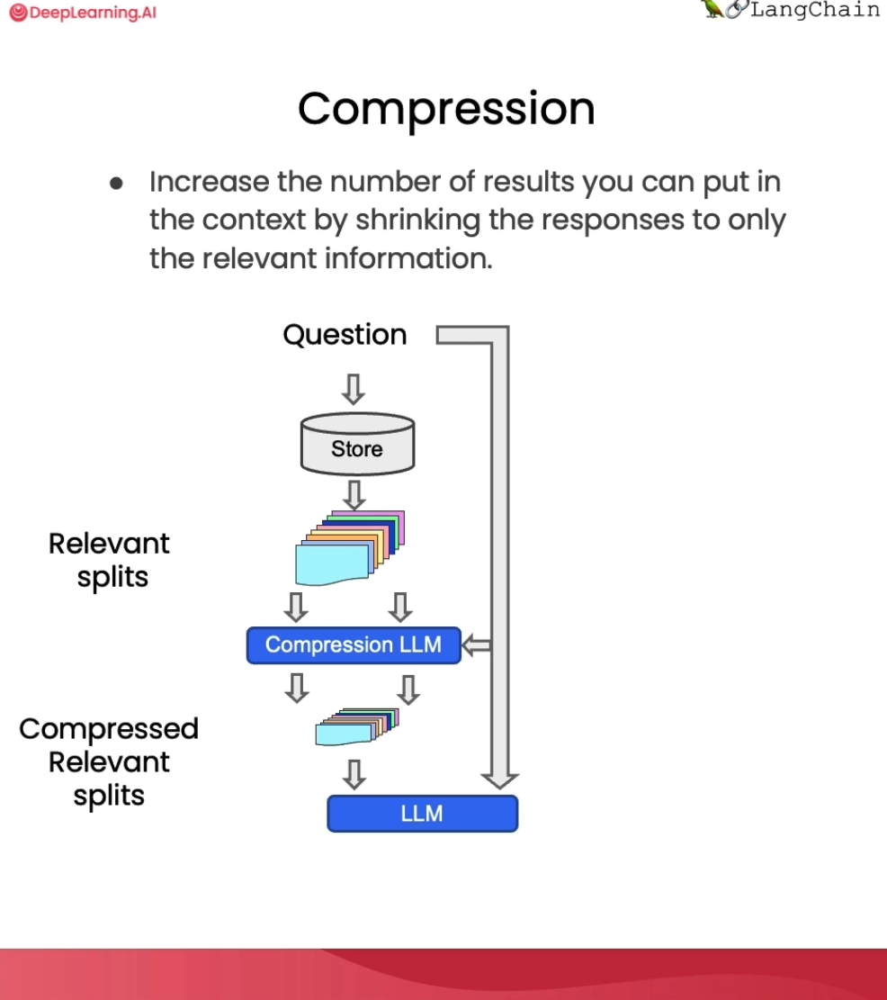 DeepLearning.AI
LangChain
Compression
● Increase the number of results you can put in
the context by shrinking the responses to only
the relevant information.
Question
Store
Relevant
splits
Compression LLM
Compressed
Relevant
splits
LLM